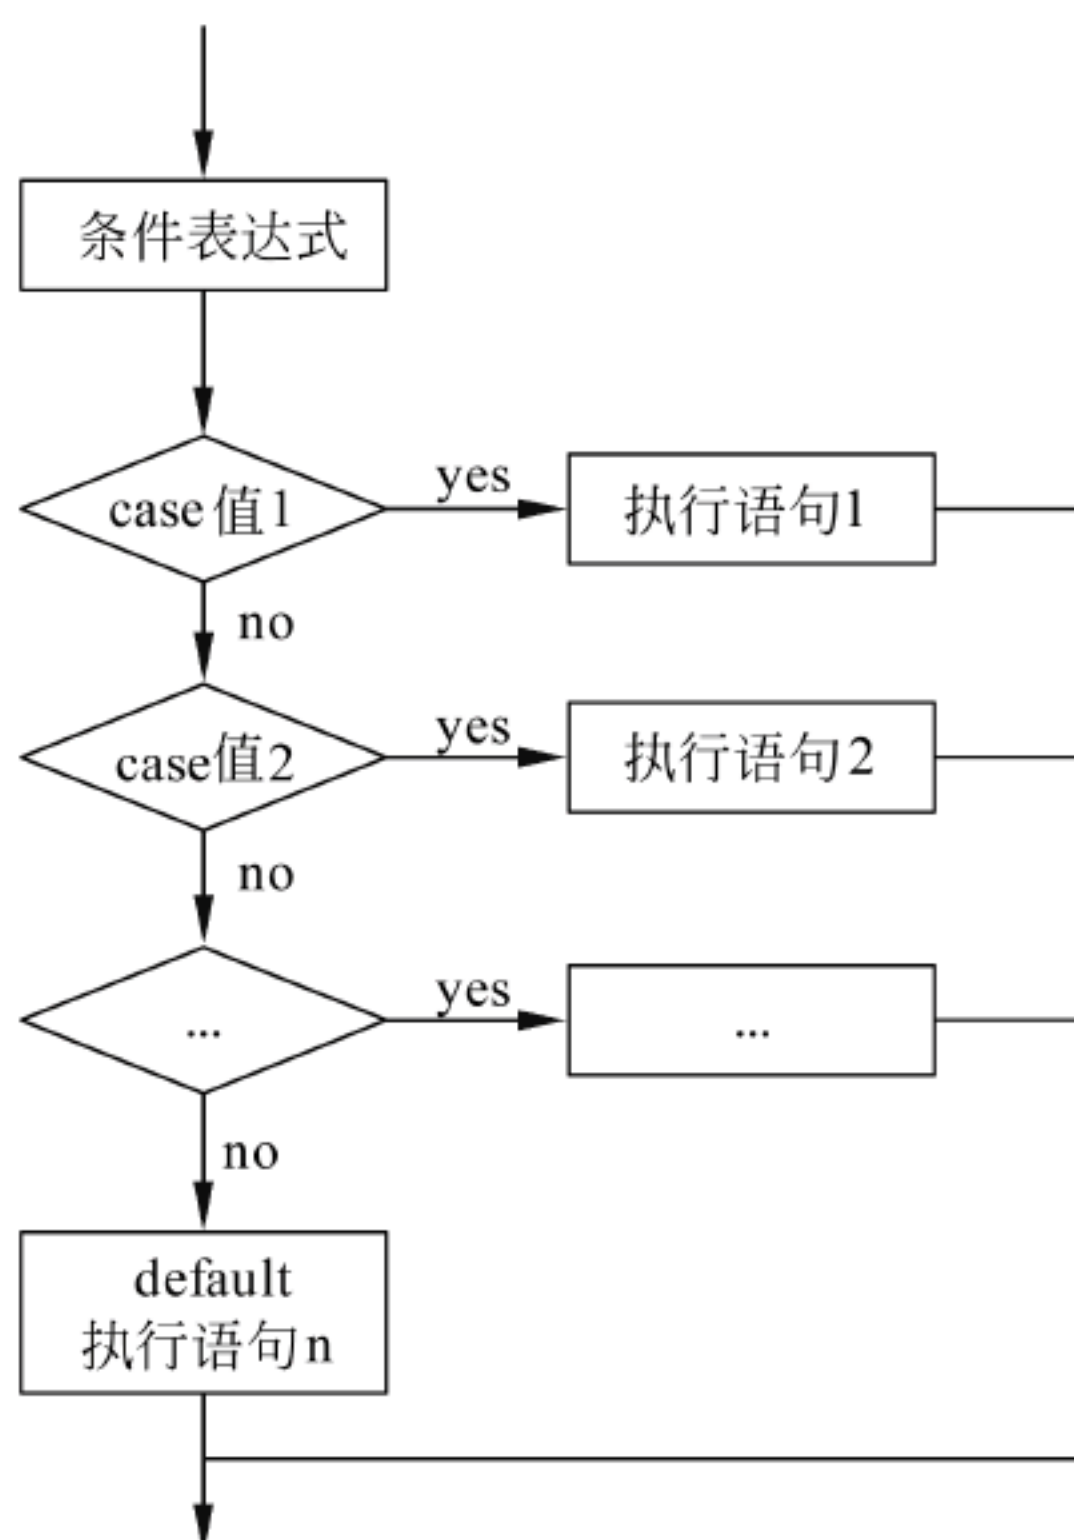 条件表达式
case值1
yes
执行语句1
no
case值2
yes
执行语句2
no
...
yes
...
no
default
执行语句n